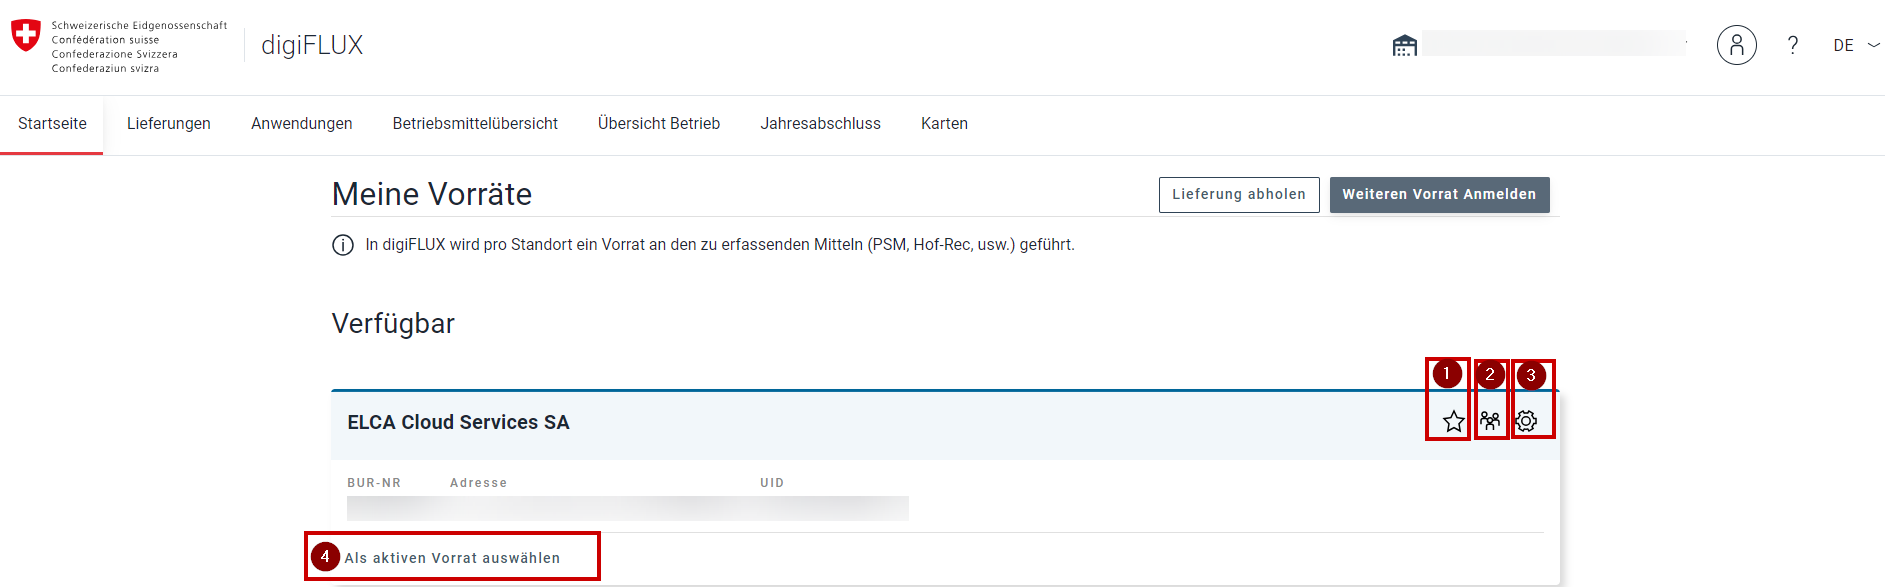 Schweizerische Eidgenossenschaft
Confédération suisse
Confederazione Svizzera
Confederaziun svizra
digiFLUX
?
DE
Startseite
Lieferungen
Anwendungen
Betriebsmittelübersicht
Übersicht Betrieb
Jahresabschluss
Karten
Meine Vorräte
Lieferung abholen
Weiteren Vorrat Anmelden
In digiFLUX wird pro Standort ein Vorrat an den zu erfassenden Mitteln (PSM, Hof-Rec, usw.) geführt.
Verfügbar
1
2
3
ELCA Cloud Services SA
BUR-NR
Adresse
UID
4
Als aktiven Vorrat auswählen